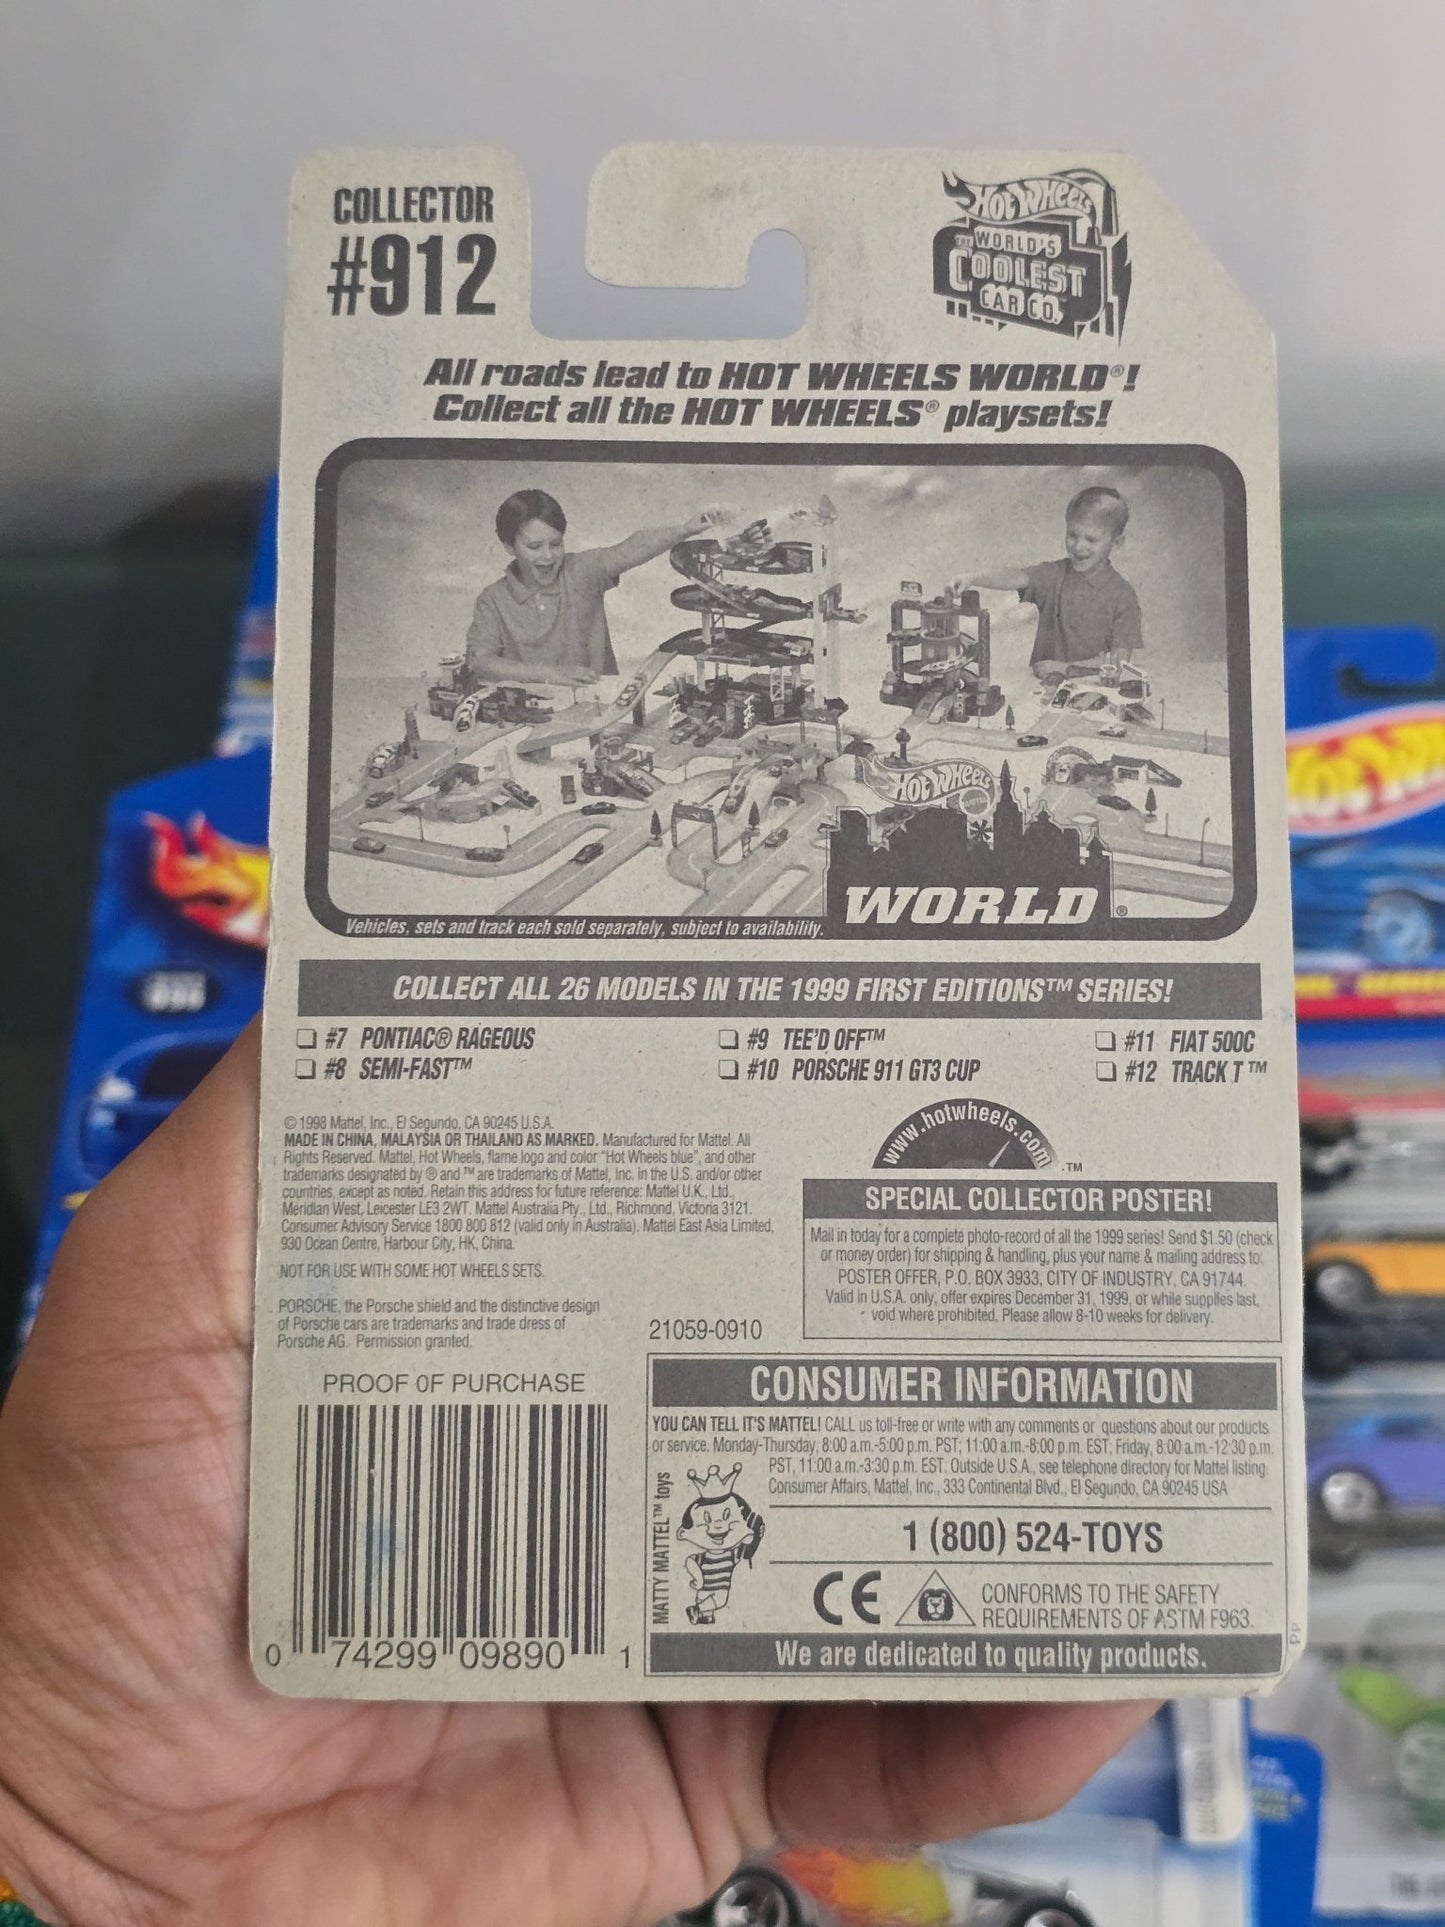 COLLECTOR
#912
HOT WHEELS
THE WORLD'S
COOLEST
CAR CO.™
All roads lead to HOT WHEELS WORLD®!
Collect all the HOT WHEELS® playsets!
HOT WHEELS
WORLD®
Vehicles, sets and track each sold separately, subject to availability.
COLLECT ALL 26 MODELS IN THE 1999 FIRST EDITIONS™ SERIES!
#7 PONTIAC® RAGEOUS
#8 SEMI-FAST™
#9 TEE'D OFF™
#10 PORSCHE 911 GT3 CUP
#11 FIAT 500C
#12 TRACK T™
© 1998 Mattel, Inc., El Segundo, CA 90245 U.S.A.
MADE IN CHINA, MALAYSIA OR THAILAND AS MARKED. Manufactured for Mattel. All
Rights Reserved. Mattel, Hot Wheels, flame logo and color "Hot Wheels blue", and other
trademarks designated by ® and ™ are trademarks of Mattel, Inc. in the U.S. and/or other
countries, except as noted. Retain this address for future reference: Mattel U.K., Ltd.,
Meridian West, Leicester LE3 2WT. Mattel Australia Pty., Ltd., Richmond, Victoria 3121.
Consumer Advisory Service 1800 800 812 (valid only in Australia). Mattel East Asia Limited,
930 Ocean Centre, Harbour City, HK, China.
NOT FOR USE WITH SOME HOT WHEELS SETS.
PORSCHE, the Porsche shield and the distinctive design
of Porsche cars are trademarks and trade dress of
Porsche AG. Permission granted.
21059-0910
www.hotwheels.com™
SPECIAL COLLECTOR POSTER!
Mail in today for a complete photo-record of all the 1999 series! Send $1.50 (check
or money order) for shipping & handling, plus your name & mailing address to:
POSTER OFFER, P.O. BOX 3933, CITY OF INDUSTRY, CA 91744.
Valid in U.S.A. only, offer expires December 31, 1999, or while supplies last,
void where prohibited. Please allow 8-10 weeks for delivery.
PROOF OF PURCHASE
0 74299 09890 1
CONSUMER INFORMATION
YOU CAN TELL IT'S MATTEL! CALL us toll-free or write with any comments or questions about our products
or service. Monday-Thursday, 8:00 a.m.-5:00 p.m. PST; 11:00 a.m.-8:00 p.m. EST; Friday, 8:00 a.m.-12:30 p.m.
PST, 11:00 a.m.-3:30 p.m. EST. Outside U.S.A., see telephone directory for Mattel listing.
Consumer Affairs, Mattel, Inc., 333 Continental Blvd., El Segundo, CA 90245 USA
MATTY MATTEL™ toys
1 (800) 524-TOYS
CE
CONFORMS TO THE SAFETY
REQUIREMENTS OF ASTM F963.
We are dedicated to quality products.
PP
HOT WHEELS